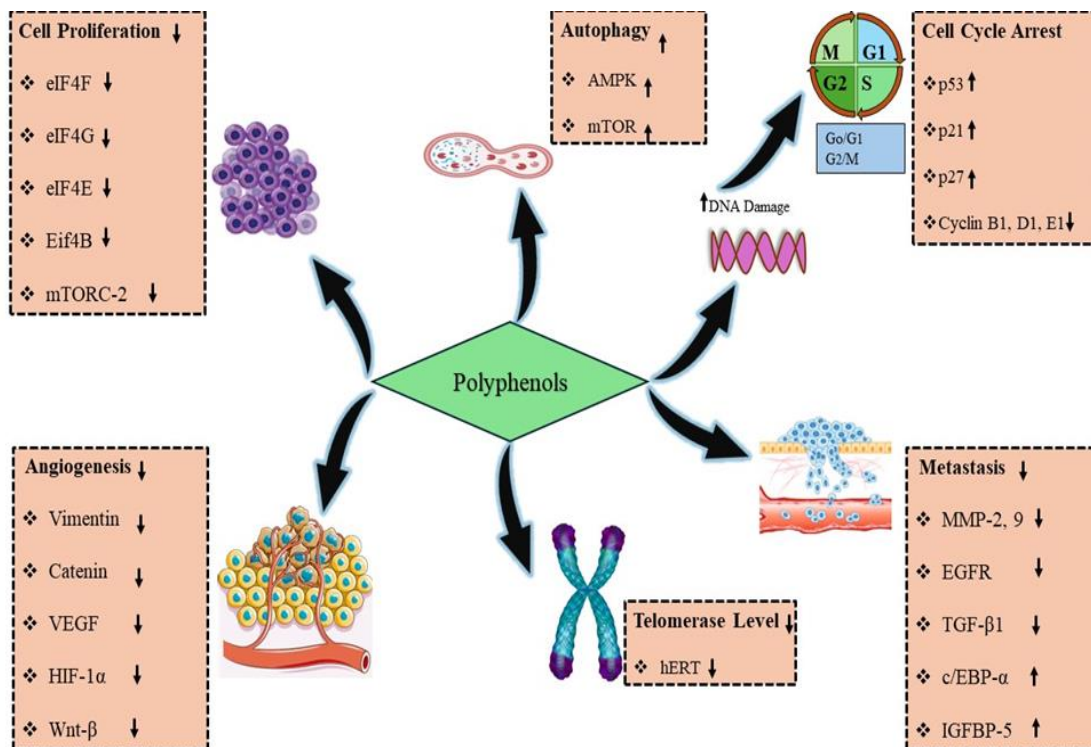 Cell Proliferation ↓
❖ eIF4F ↓
❖ eIF4G ↓
❖ eIF4E ↓
❖ Eif4B ↓
❖ mTORC-2 ↓
Autophagy ↑
❖ AMPK ↑
❖ mTOR ↑
M G1
G2 S
Go/G1
G2/M
Cell Cycle Arrest
❖ p53 ↑
❖ p21 ↑
❖ p27 ↑
❖ Cyclin B1, D1, E1 ↓
↑ DNA Damage
Polyphenols
Angiogenesis ↓
❖ Vimentin ↓
❖ Catenin ↓
❖ VEGF ↓
❖ HIF-1α ↓
❖ Wnt-β ↓
Telomerase Level ↓
❖ hERT ↓
Metastasis ↓
❖ MMP-2, 9 ↓
❖ EGFR ↓
❖ TGF-β1 ↓
❖ c/EBP-α ↑
❖ IGFBP-5 ↑